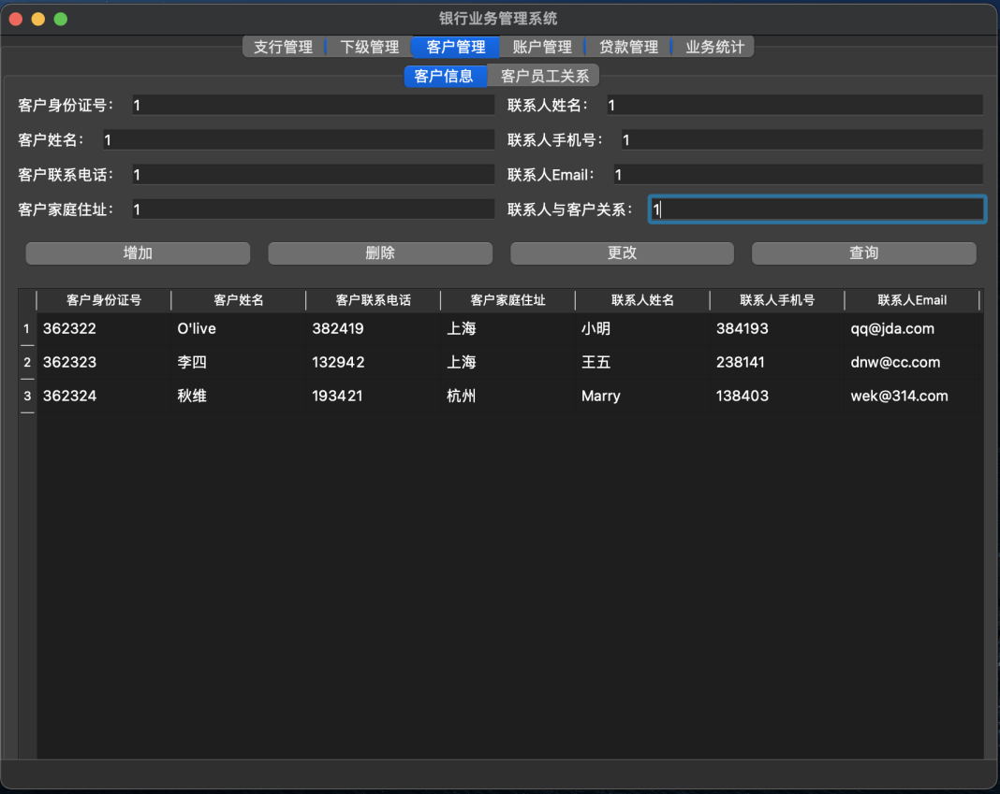 银行业务管理系统
支行管理 下级管理 客户管理 账户管理 贷款管理 业务统计
客户信息 客户员工关系
客户身份证号： 1 联系人姓名： 1
客户姓名： 1 联系人手机号： 1
客户联系电话： 1 联系人Email： 1
客户家庭住址： 1 联系人与客户关系： 1
增加 删除 更改 查询
客户身份证号 客户姓名 客户联系电话 客户家庭住址 联系人姓名 联系人手机号 联系人Email
1 362322 O'live 382419 上海 小明 384193 qq@jda.com
2 362323 李四 132942 上海 王五 238141 dnw@cc.com
3 362324 秋维 193421 杭州 Marry 138403 wek@314.com